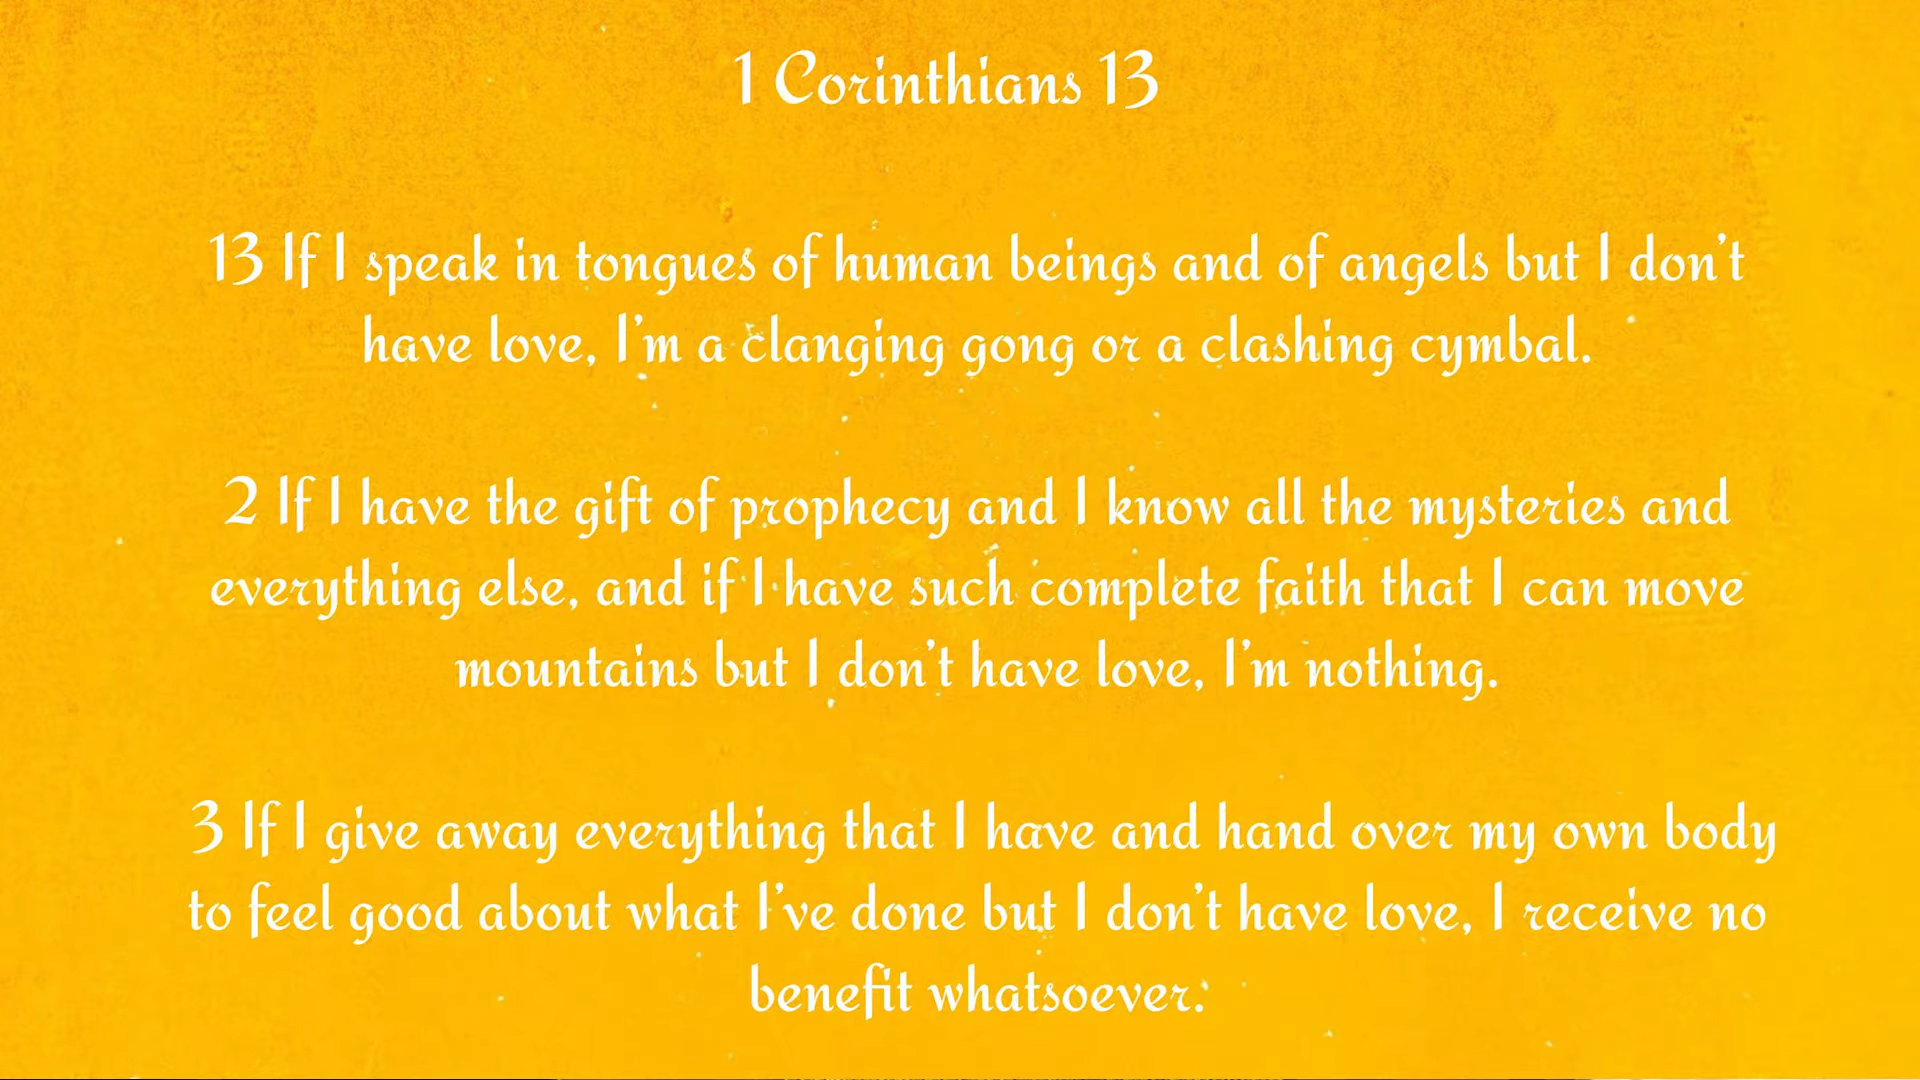 1 Corinthians 13
13 If I speak in tongues of human beings and of angels but I don't
have love, I'm a clanging gong or a clashing cymbal.
2 If I have the gift of prophecy and I know all the mysteries and
everything else, and if I have such complete faith that I can move
mountains but I don't have love, I'm nothing.
3 If I give away everything that I have and hand over my own body
to feel good about what I've done but I don't have love, I receive no
benefit whatsoever.